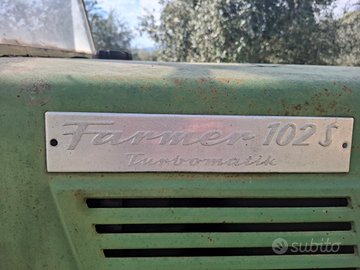 Farmer 102 S
Turbomatik
subito